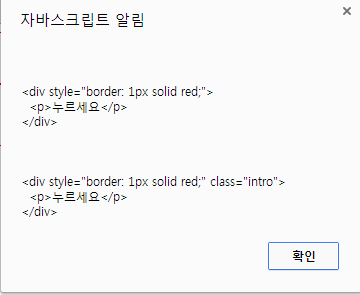 자바스크립트 알림
<div style="border: 1px solid red;">
<p>누르세요</p>
</div>
<div style="border: 1px solid red;" class="intro">
<p>누르세요</p>
</div>
확인